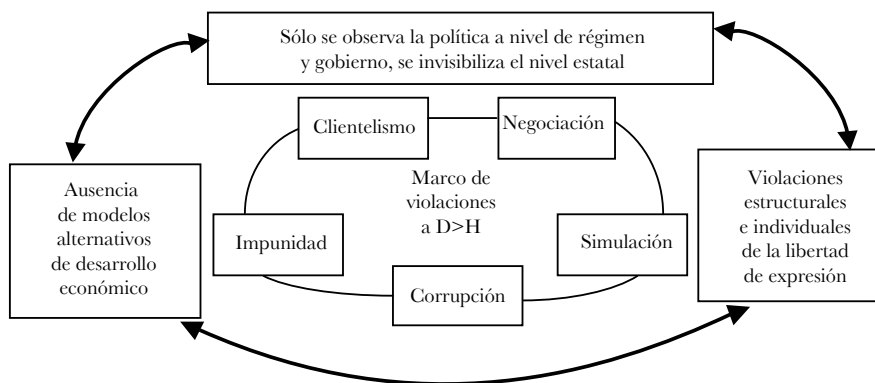 Sólo se observa la política a nivel de régimen
y gobierno, se invisibiliza el nivel estatal
Clientelismo
Negociación
Ausencia
de modelos
alternativos
de desarrollo
económico
Marco de
violaciones
a D>H
Violaciones
estructurales
e individuales
de la libertad
de expresión
Impunidad
Simulación
Corrupción